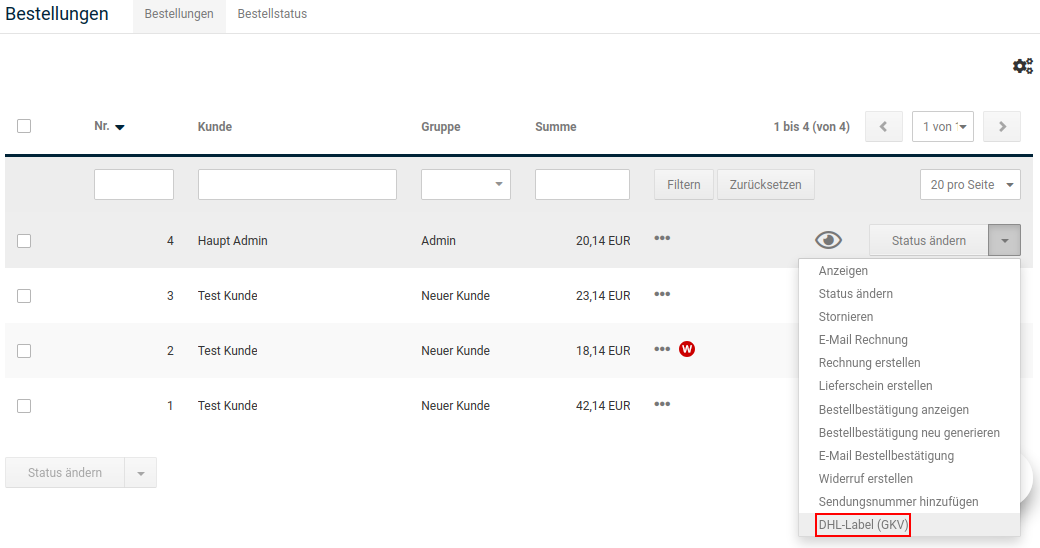 Bestellungen Bestellungen Bestellstatus
Nr. Kunde Gruppe Summe 1 bis 4 (von 4) 1 von
Filtern Zurücksetzen 20 pro Seite
4 Haupt Admin Admin 20,14 EUR ••• Status ändern
3 Test Kunde Neuer Kunde 23,14 EUR •••
2 Test Kunde Neuer Kunde 18,14 EUR ••• W
1 Test Kunde Neuer Kunde 42,14 EUR •••
Status ändern
Anzeigen
Status ändern
Stornieren
E-Mail Rechnung
Rechnung erstellen
Lieferschein erstellen
Bestellbestätigung anzeigen
Bestellbestätigung neu generieren
E-Mail Bestellbestätigung
Widerruf erstellen
Sendungsnummer hinzufügen
DHL-Label (GKV)